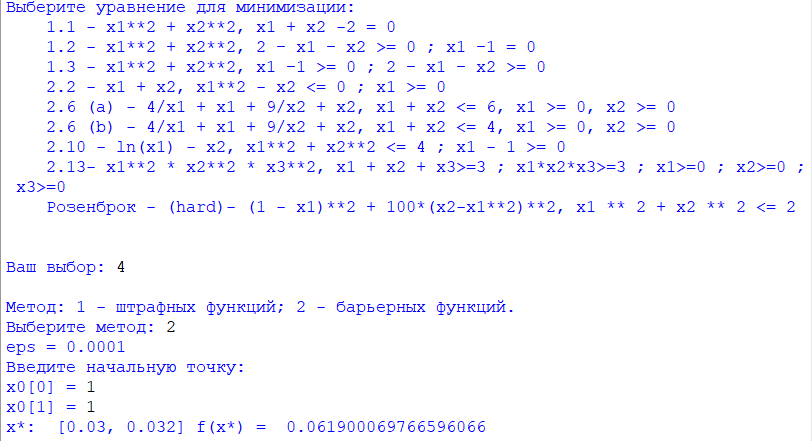 Выберите уравнение для минимизации:
1.1 - x1**2 + x2**2, x1 + x2 -2 = 0
1.2 - x1**2 + x2**2, 2 - x1 - x2 >= 0 ; x1 -1 = 0
1.3 - x1**2 + x2**2, x1 -1 >= 0 ; 2 - x1 - x2 >= 0
2.2 - x1 + x2, x1**2 - x2 <= 0 ; x1 >= 0
2.6 (a) - 4/x1 + x1 + 9/x2 + x2, x1 + x2 <= 6, x1 >= 0, x2 >= 0
2.6 (b) - 4/x1 + x1 + 9/x2 + x2, x1 + x2 <= 4, x1 >= 0, x2 >= 0
2.10 - ln(x1) - x2, x1**2 + x2**2 <= 4 ; x1 - 1 >= 0
2.13- x1**2 * x2**2 * x3**2, x1 + x2 + x3>=3 ; x1*x2*x3>=3 ; x1>=0 ; x2>=0 ;
x3>=0
Розенброк - (hard)- (1 - x1)**2 + 100*(x2-x1**2)**2, x1 ** 2 + x2 ** 2 <= 2
Ваш выбор: 4
Метод: 1 - штрафных функций; 2 - барьерных функций.
Выберите метод: 2
eps = 0.0001
Введите начальную точку:
x0[0] = 1
x0[1] = 1
x*: [0.03, 0.032] f(x*) = 0.061900069766596066